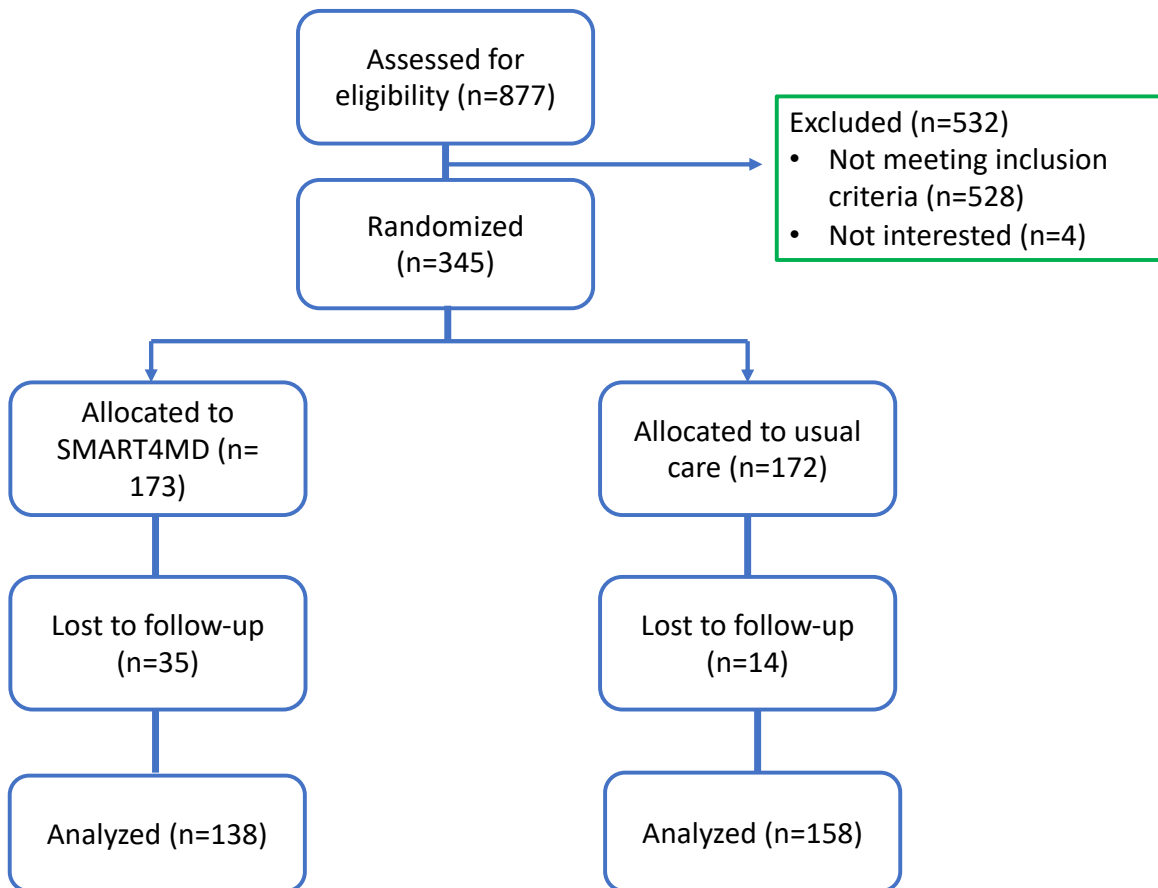 Assessed for
eligibility (n=877)
Excluded (n=532)
• Not meeting inclusion
criteria (n=528)
• Not interested (n=4)
Randomized
(n=345)
Allocated to
SMART4MD (n=
173)
Allocated to usual
care (n=172)
Lost to follow-up
(n=35)
Lost to follow-up
(n=14)
Analyzed (n=138)
Analyzed (n=158)